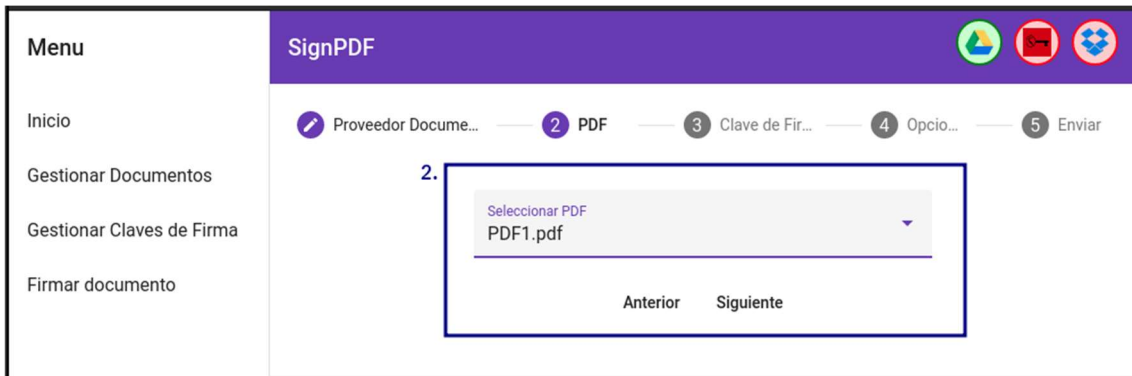 Menu
Inicio
Gestionar Documentos
Gestionar Claves de Firma
Firmar documento
SignPDF
Proveedor Docume... 2 PDF 3 Clave de Fir... 4 Opcio... 5 Enviar
2.
Seleccionar PDF
PDF1.pdf
Anterior Siguiente